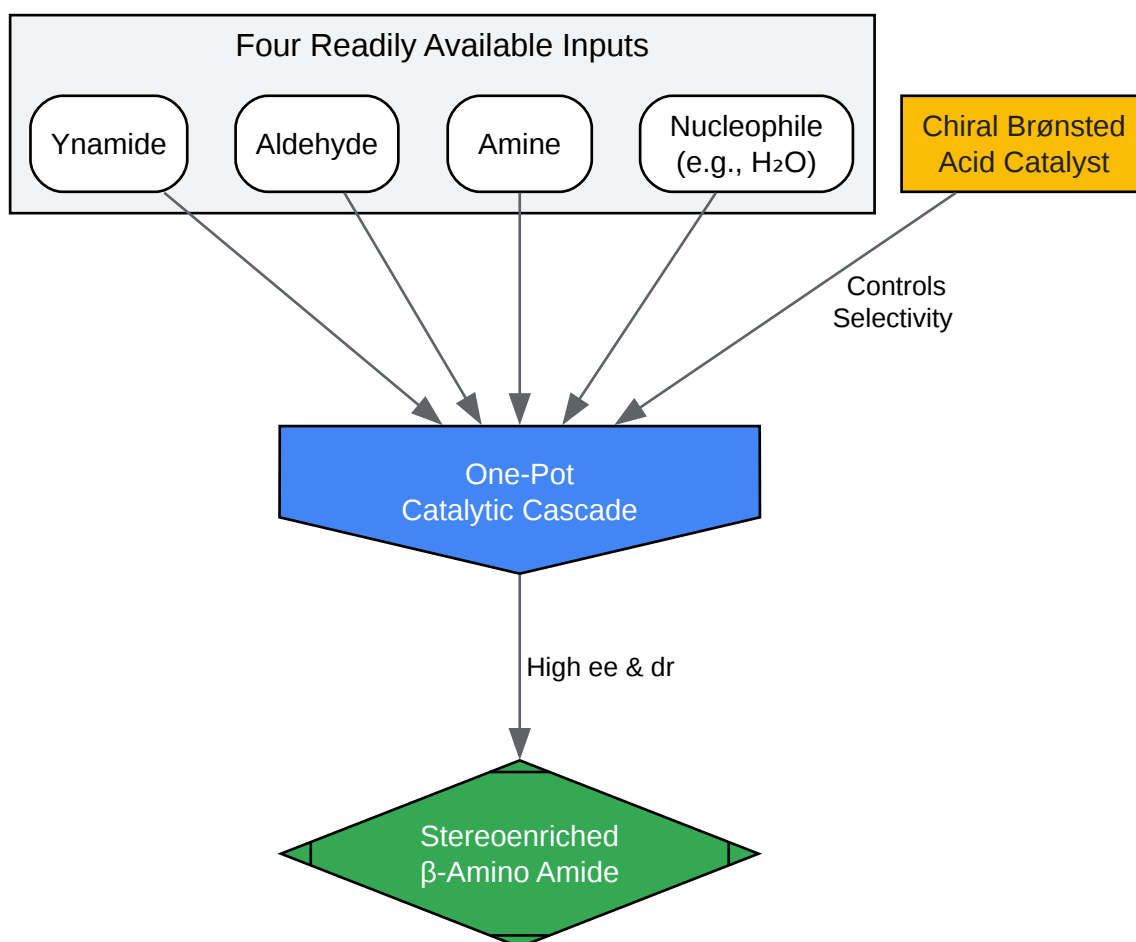 Four Readily Available Inputs
Ynamide
Aldehyde
Amine
Nucleophile
(e.g., H₂O)
Chiral Brønsted
Acid Catalyst
Controls
Selectivity
One-Pot
Catalytic Cascade
High ee & dr
Stereoenriched
β-Amino Amide